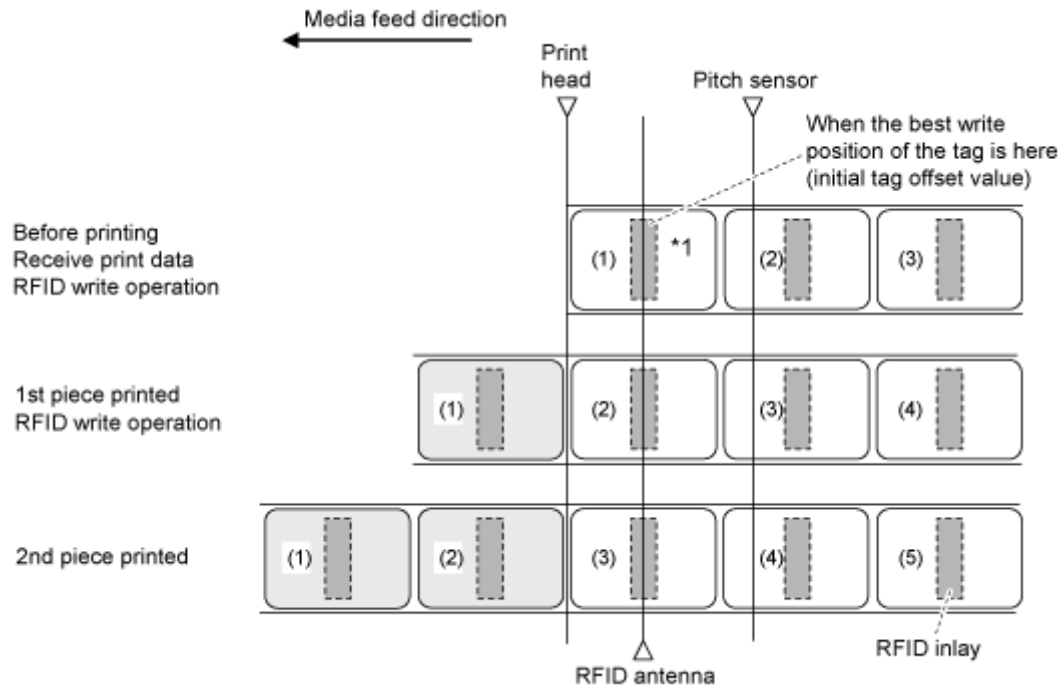 Media feed direction
Print
head
Pitch sensor
When the best write
position of the tag is here
(initial tag offset value)
Before printing
Receive print data
RFID write operation
(1) *1 (2) (3)
1st piece printed
RFID write operation
(1) (2) (3) (4)
2nd piece printed
(1) (2) (3) (4) (5)
RFID antenna
RFID inlay